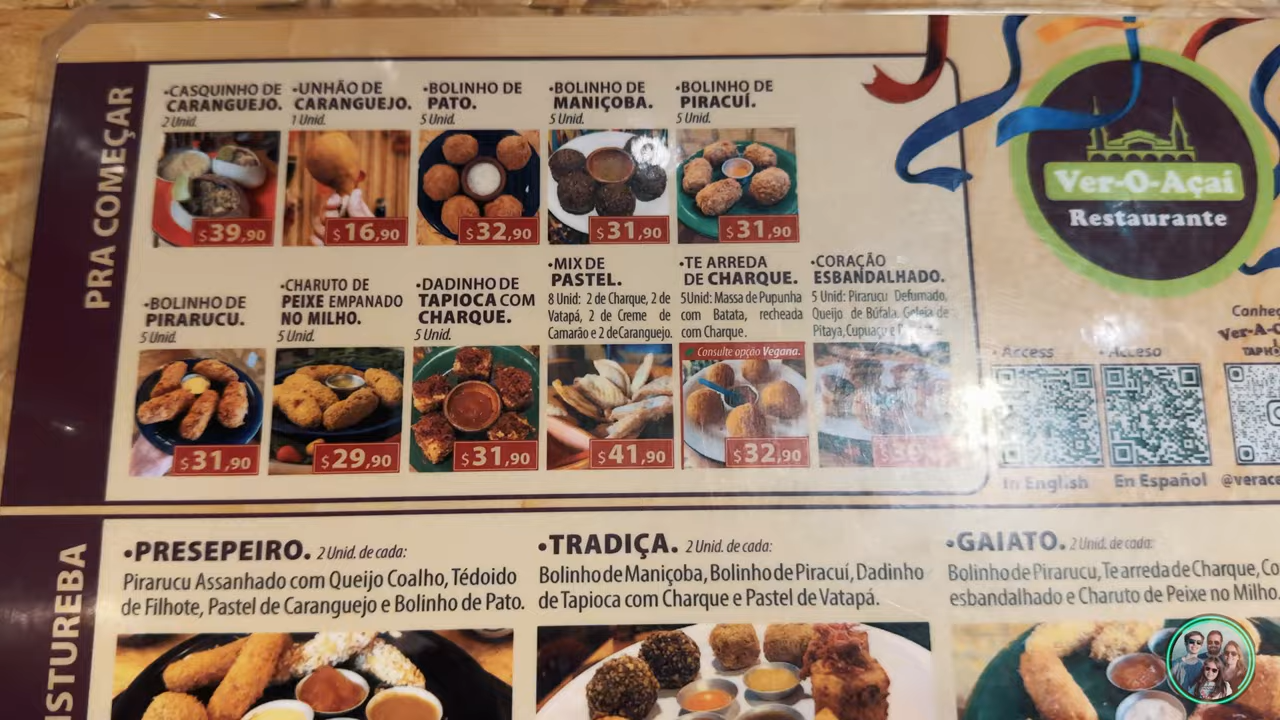 PRA COMEÇAR
•CASQUINHO DE
CARANGUEJO.
2 Unid.
$39,90
•UNHÃO DE
CARANGUEJO.
1 Unid.
$16,90
•BOLINHO DE
PATO.
5 Unid.
$32,90
•BOLINHO DE
MANIÇOBA.
5 Unid.
$31,90
•BOLINHO DE
PIRACUÍ.
5 Unid.
$31,90
•BOLINHO DE
PIRARUCU.
5 Unid.
$31,90
•CHARUTO DE
PEIXE EMPANADO
NO MILHO.
5 Unid.
$29,90
•DADINHO DE
TAPIOCA COM
CHARQUE.
5 Unid.
$31,90
•MIX DE
PASTEL.
8 Unid: 2 de Charque, 2 de
Vatapá, 2 de Creme de
Camarão e 2 de Caranguejo.
$41,90
•TE ARREDA
DE CHARQUE.
5 Unid: Massa de Pupunha
com Batata, recheada
com Charque.
Consulte opção Vegana.
$32,90
•CORAÇÃO
ESBANDALHADO.
5 Unid: Pirarucu Defumado,
Queijo de Búfala, Geleia de
Pitaya, Cupuaçu e
Ver-O-Açaí
Restaurante
• Access
In English
• Acceso
En Español
ISTUREBA
•PRESEPEIRO. 2 Unid. de cada:
Pirarucu Assanhado com Queijo Coalho, Tédoido
de Filhote, Pastel de Caranguejo e Bolinho de Pato.
•TRADIÇA. 2 Unid. de cada:
Bolinho de Maniçoba, Bolinho de Piracuí, Dadinho
de Tapioca com Charque e Pastel de Vatapá.
•GAIATO. 2 Unid. de cada:
Bolinho de Pirarucu, Te arreda de Charque, Co
esbandalhado e Charuto de Peixe no Milho.